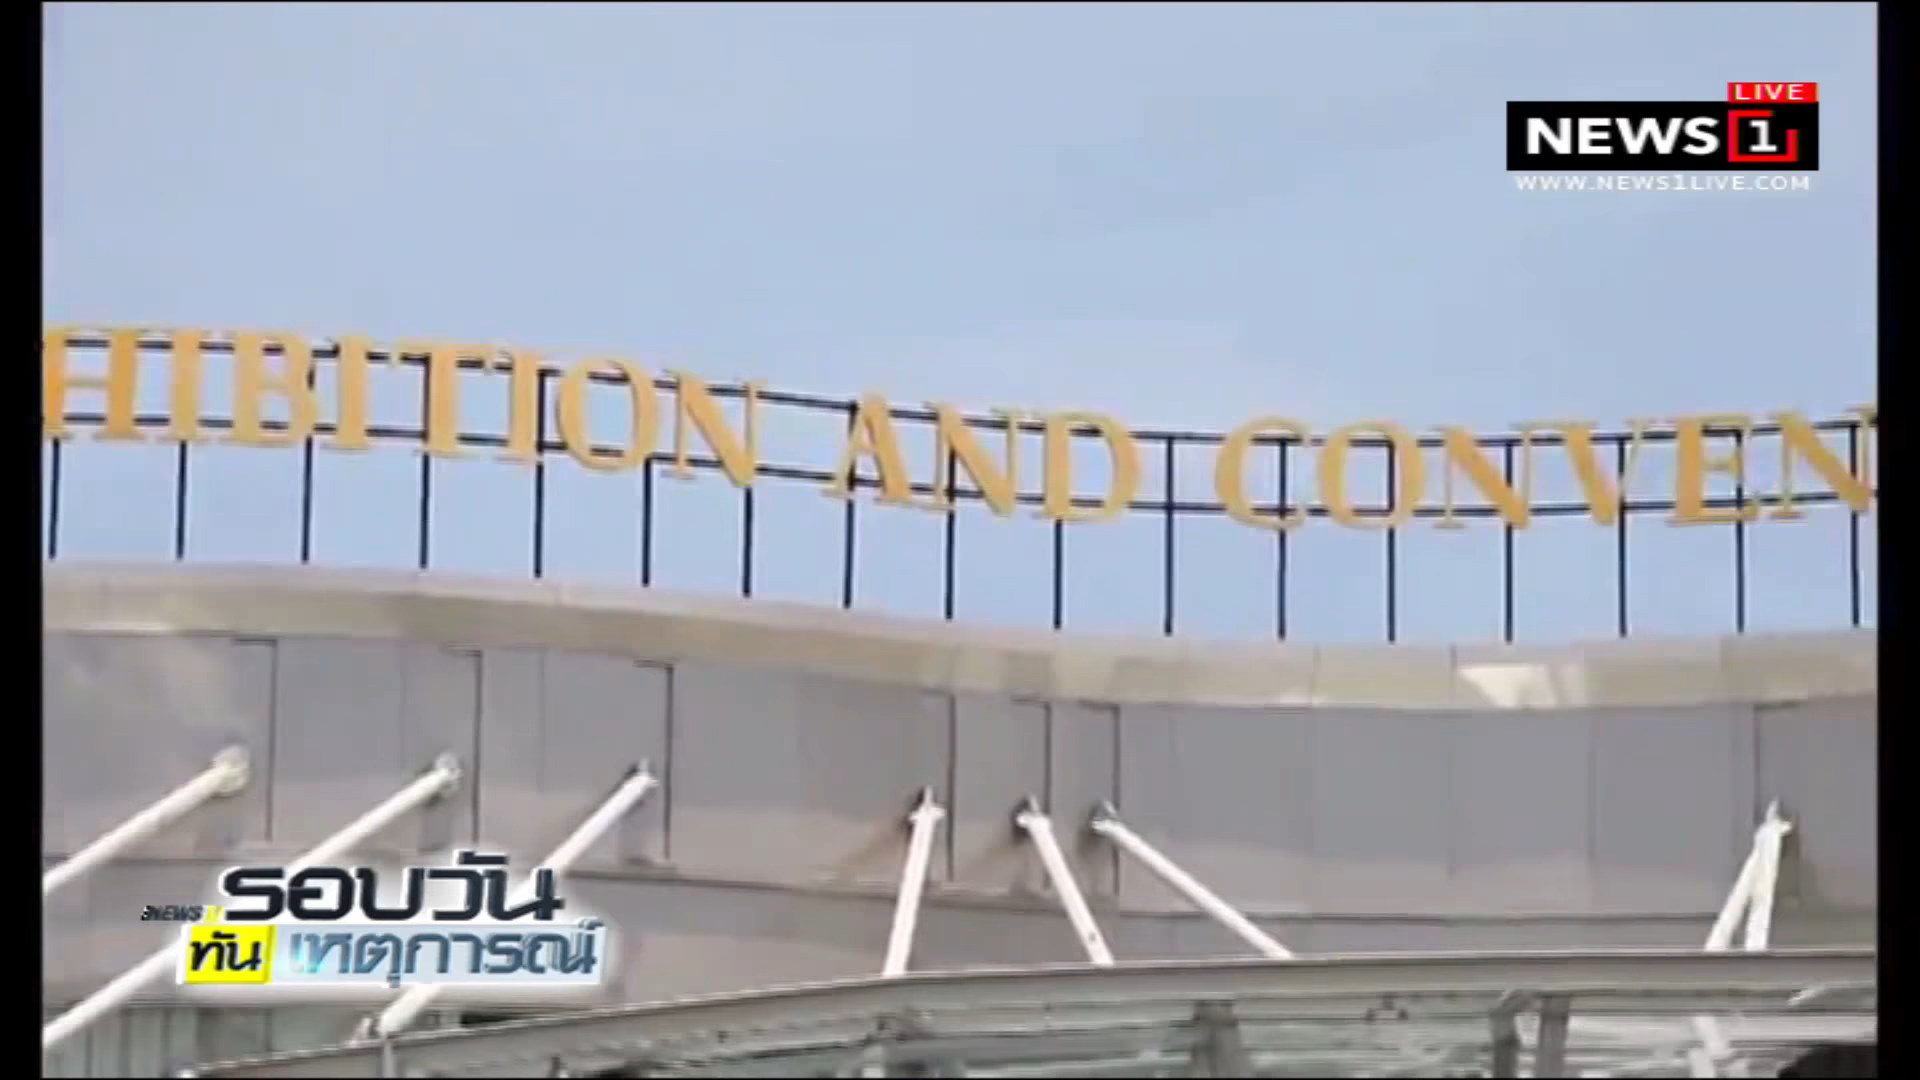 LIVE
NEWS 1
WWW.NEWS1LIVE.COM
HIBITION AND CONVEN
NEWS 1 รอบวัน
ทัน เหตุการณ์